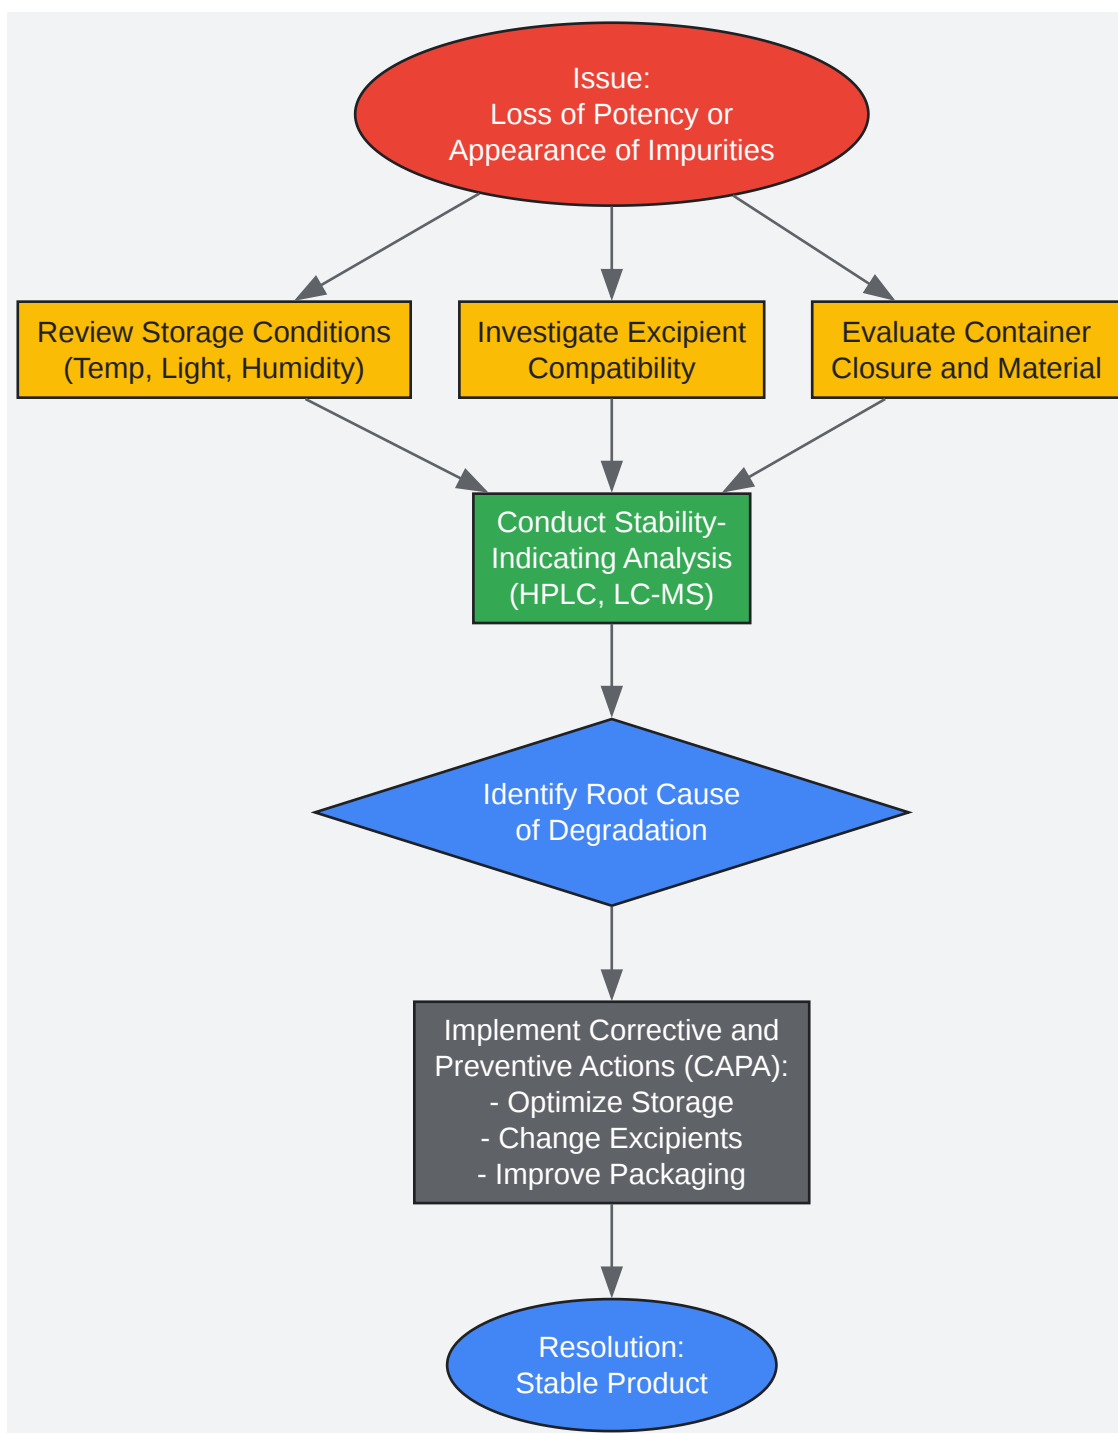 Issue:
Loss of Potency or
Appearance of Impurities
Review Storage Conditions
(Temp, Light, Humidity)
Investigate Excipient
Compatibility
Evaluate Container
Closure and Material
Conduct Stability-
Indicating Analysis
(HPLC, LC-MS)
Identify Root Cause
of Degradation
Implement Corrective and
Preventive Actions (CAPA):
- Optimize Storage
- Change Excipients
- Improve Packaging
Resolution:
Stable Product